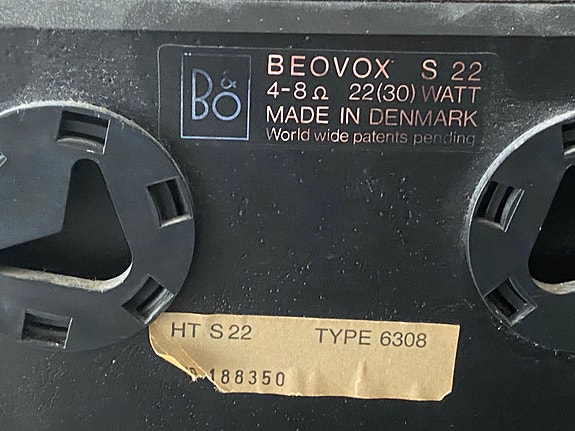 B&O
BEOVOX S 22
4-8 Ω 22(30) WATT
MADE IN DENMARK
World wide patents pending
HT S 22 TYPE 6308
188350